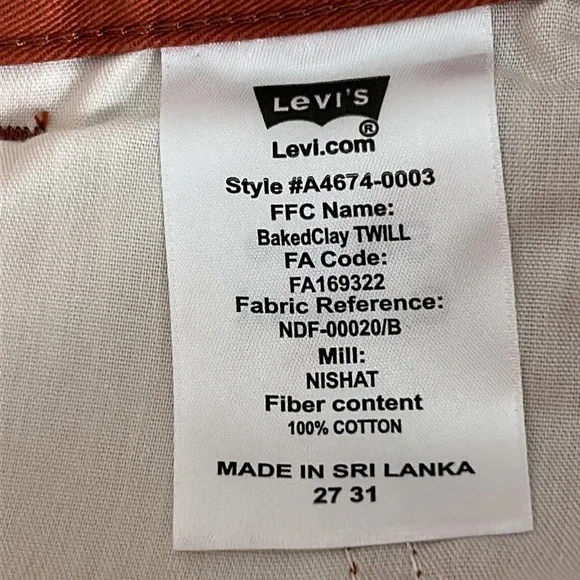 LEVI'S
®
Levi.com
Style #A4674-0003
FFC Name:
BakedClay TWILL
FA Code:
FA169322
Fabric Reference:
NDF-00020/B
Mill:
NISHAT
Fiber content
100% COTTON
MADE IN SRI LANKA
27 31